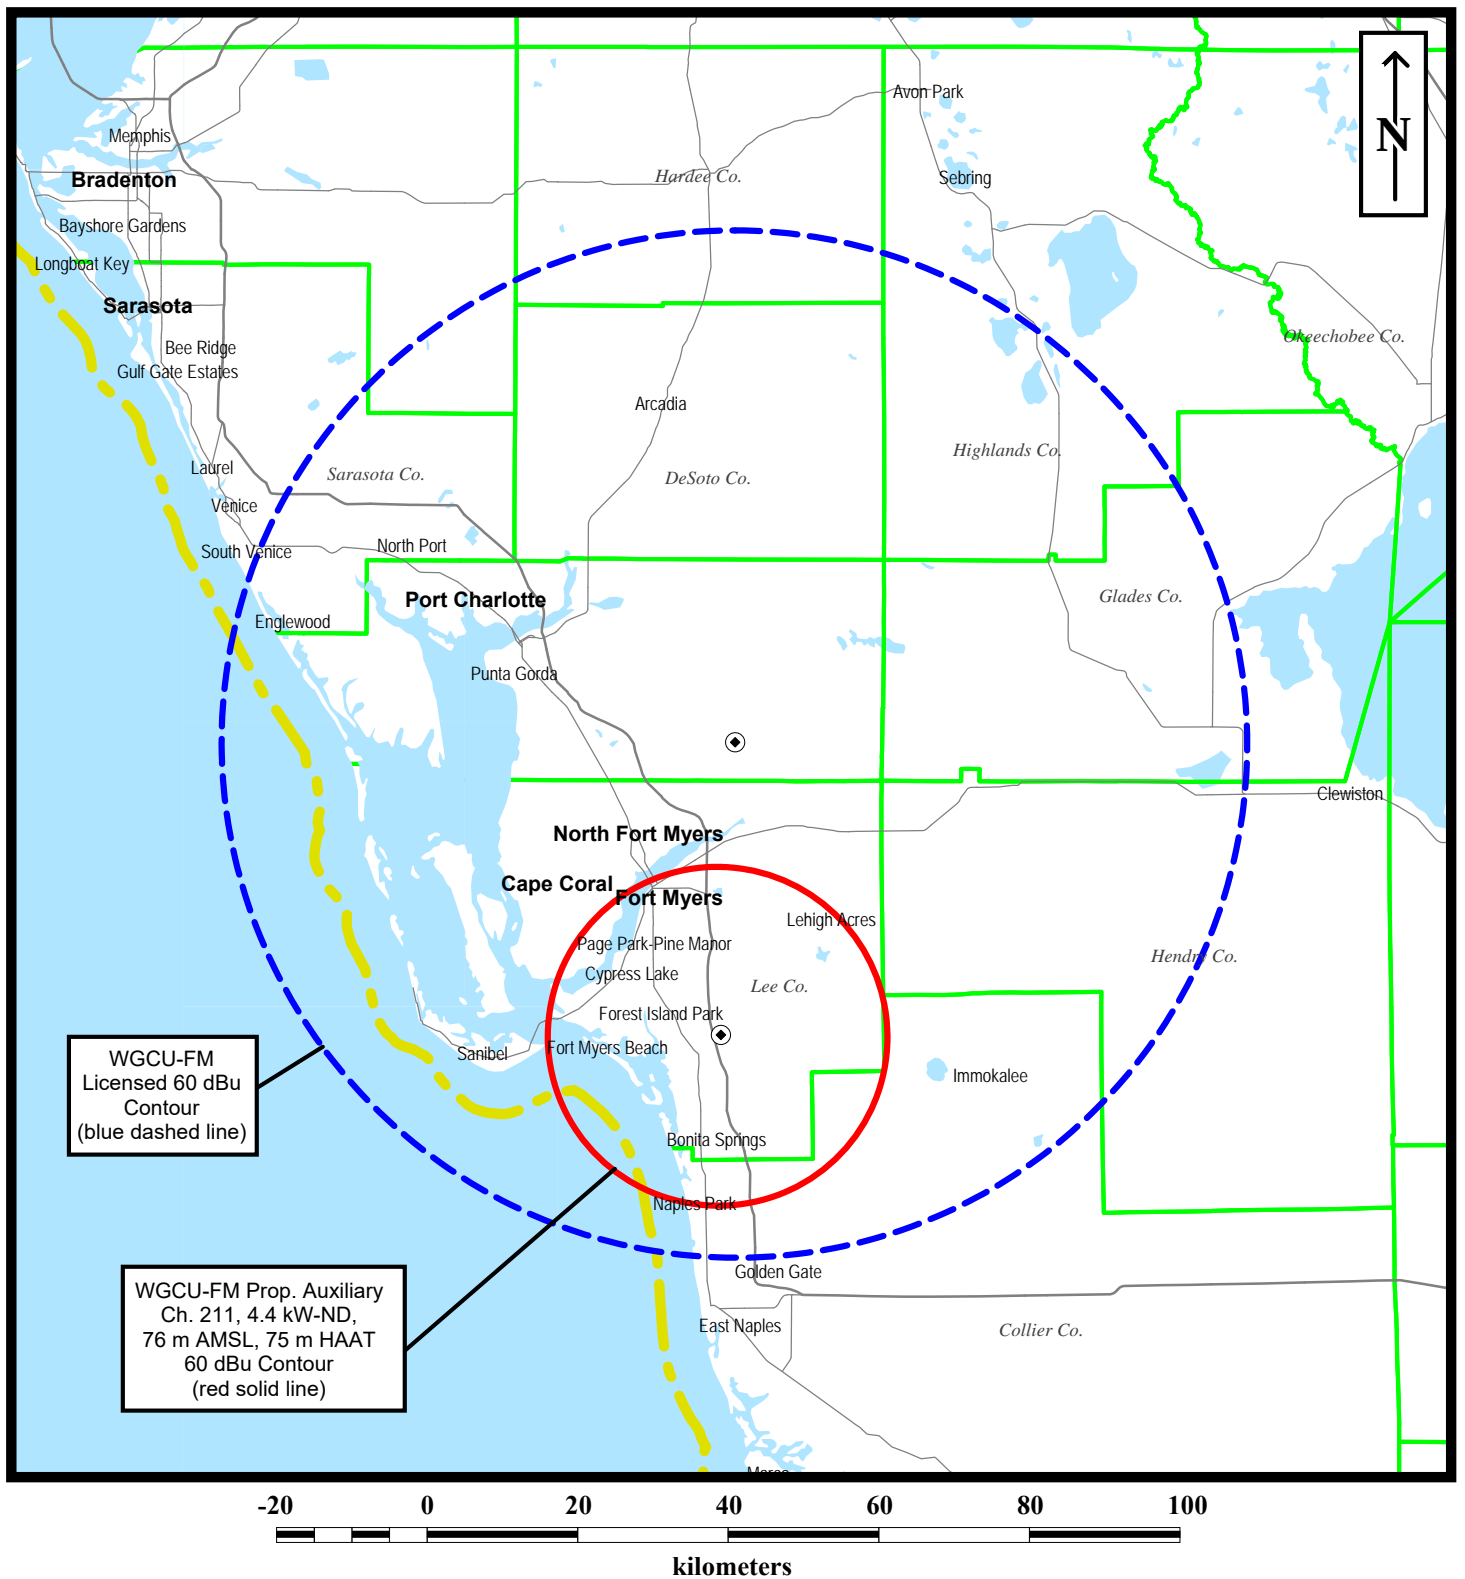 Avon Park
N
Memphis
Hardee Co.
Sebring
Bradenton
Bayshore Gardens
Longboat Key
Sarasota
Okeechobee Co.
Bee Ridge
Gulf Gate Estates
Arcadia
Highlands Co.
Laurel
Sarasota Co.
DeSoto Co.
Venice
North Port
South Venice
Port Charlotte
Glades Co.
Englewood
Punta Gorda
Clewiston
North Fort Myers
Cape Coral
Fort Myers
Lehigh Acres
Page Park-Pine Manor
Hendry Co.
Cypress Lake
Lee Co.
Forest Island Park
Fort Myers Beach
Sanibel
Immokalee
WGCU-FM
Licensed 60 dBu
Contour
(blue dashed line)
Bonita Springs
Naples Park
Golden Gate
WGCU-FM Prop. Auxiliary
Ch. 211, 4.4 kW-ND,
76 m AMSL, 75 m HAAT
60 dBu Contour
(red solid line)
East Naples
Collier Co.
-20 0 20 40 60 80 100
kilometers